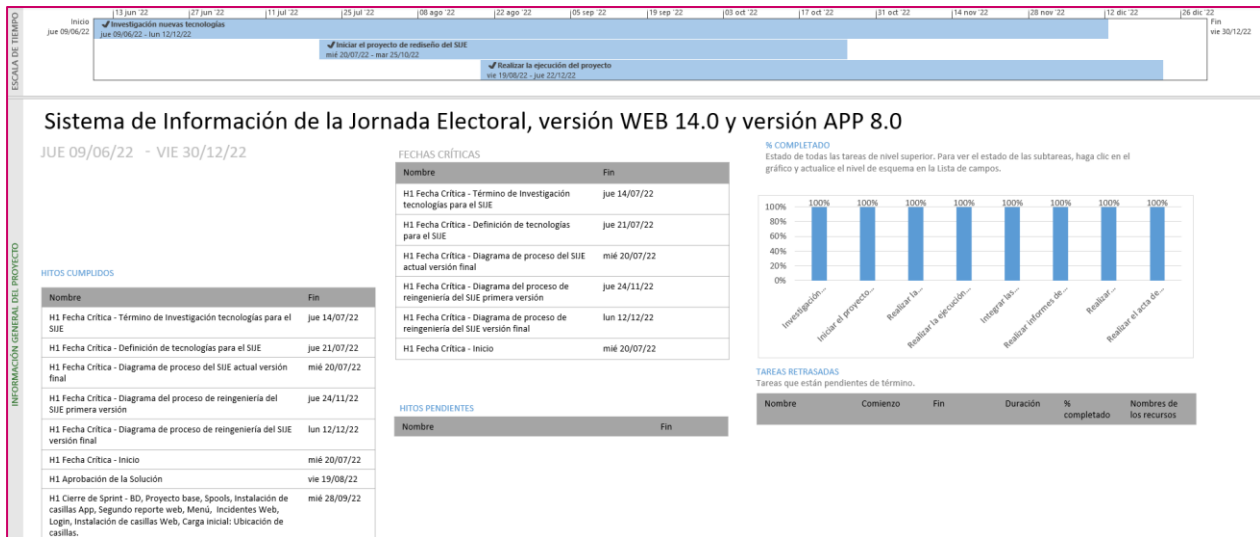 ESCALA DE TIEMPO
13 jun '22 27 jun '22 11 jul '22 25 jul '22 08 ago '22 22 ago '22 05 sep '22 19 sep '22 03 oct '22 17 oct '22 31 oct '22 14 nov '22 28 nov '22 12 dic '22 26 dic '22
Inicio
jue 09/06/22
Investigación nuevas tecnologías
jue 09/06/22 - lun 12/12/22
Iniciar el proyecto de rediseño del SIJE
mié 20/07/22 - mar 25/10/22
Realizar la ejecución del proyecto
vie 19/08/22 - jue 22/12/22
Fin
vie 30/12/22
INFORMACIÓN GENERAL DEL PROYECTO
Sistema de Información de la Jornada Electoral, versión WEB 14.0 y versión APP 8.0
JUE 09/06/22 - VIE 30/12/22
HITOS CUMPLIDOS
Nombre Fin
H1 Fecha Crítica - Término de Investigación tecnologías para el jue 14/07/22
SIJE
H1 Fecha Crítica - Definición de tecnologías para el SIJE jue 21/07/22
H1 Fecha Crítica - Diagrama de proceso del SIJE actual versión mié 20/07/22
final
H1 Fecha Crítica - Diagrama del proceso de reingeniería del jue 24/11/22
SIJE primera versión
H1 Fecha Crítica - Diagrama de proceso de reingeniería del SIJE lun 12/12/22
versión final
H1 Fecha Crítica - Inicio mié 20/07/22
H1 Aprobación de la Solución vie 19/08/22
H1 Cierre de Sprint - BD, Proyecto base, Spools, Instalación de mié 28/09/22
casillas App, Segundo reporte web, Menú, Incidentes Web,
Login, Instalación de casillas Web, Carga inicial: Ubicación de
casillas.
FECHAS CRÍTICAS
Nombre Fin
H1 Fecha Crítica - Término de Investigación jue 14/07/22
tecnologías para el SIJE
H1 Fecha Crítica - Definición de tecnologías jue 21/07/22
para el SIJE
H1 Fecha Crítica - Diagrama de proceso del SIJE mié 20/07/22
actual versión final
H1 Fecha Crítica - Diagrama del proceso de jue 24/11/22
reingeniería del SIJE primera versión
H1 Fecha Crítica - Diagrama de proceso de lun 12/12/22
reingeniería del SIJE versión final
H1 Fecha Crítica - Inicio mié 20/07/22
HITOS PENDIENTES
Nombre Fin
% COMPLETADO
Estado de todas las tareas de nivel superior. Para ver el estado de las subtareas, haga clic en el
gráfico y actualice el nivel de esquema en la Lista de campos.
100% 100% 100% 100% 100% 100% 100% 100%
100%
80%
60%
40%
20%
0%
Investigación...
Iniciar el proyecto...
Realizar la...
Realizar la ejecución...
Integrar las...
Realizar informes de...
Realizar...
Realizar el acta de...
TAREAS RETRASADAS
Tareas que están pendientes de término.
Nombre Comienzo Fin Duración % completado Nombres de los recursos